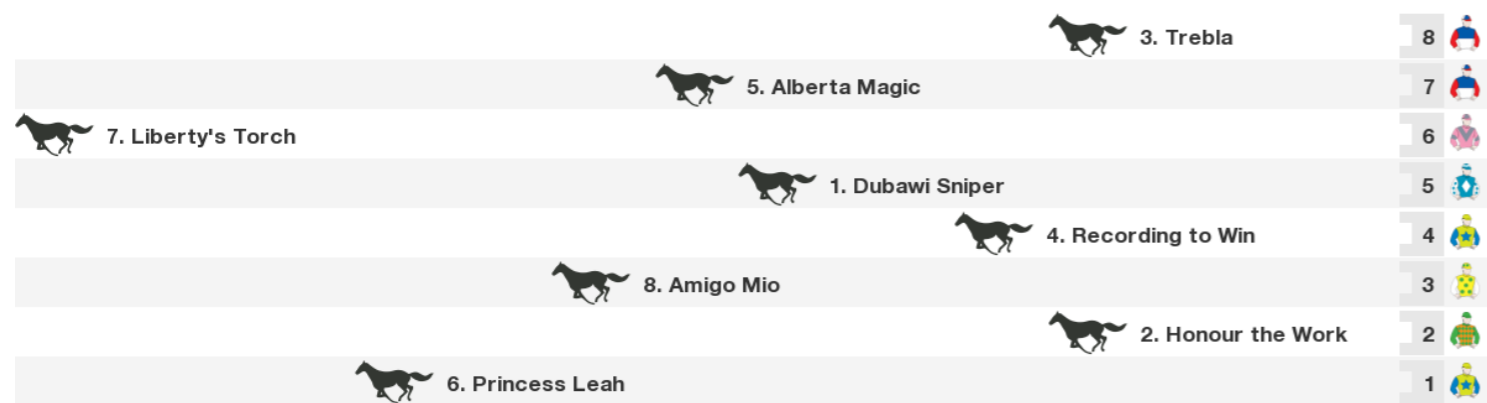 3. Trebla 8
5. Alberta Magic 7
7. Liberty's Torch 6
1. Dubawi Sniper 5
4. Recording to Win 4
8. Amigo Mio 3
2. Honour the Work 2
6. Princess Leah 1